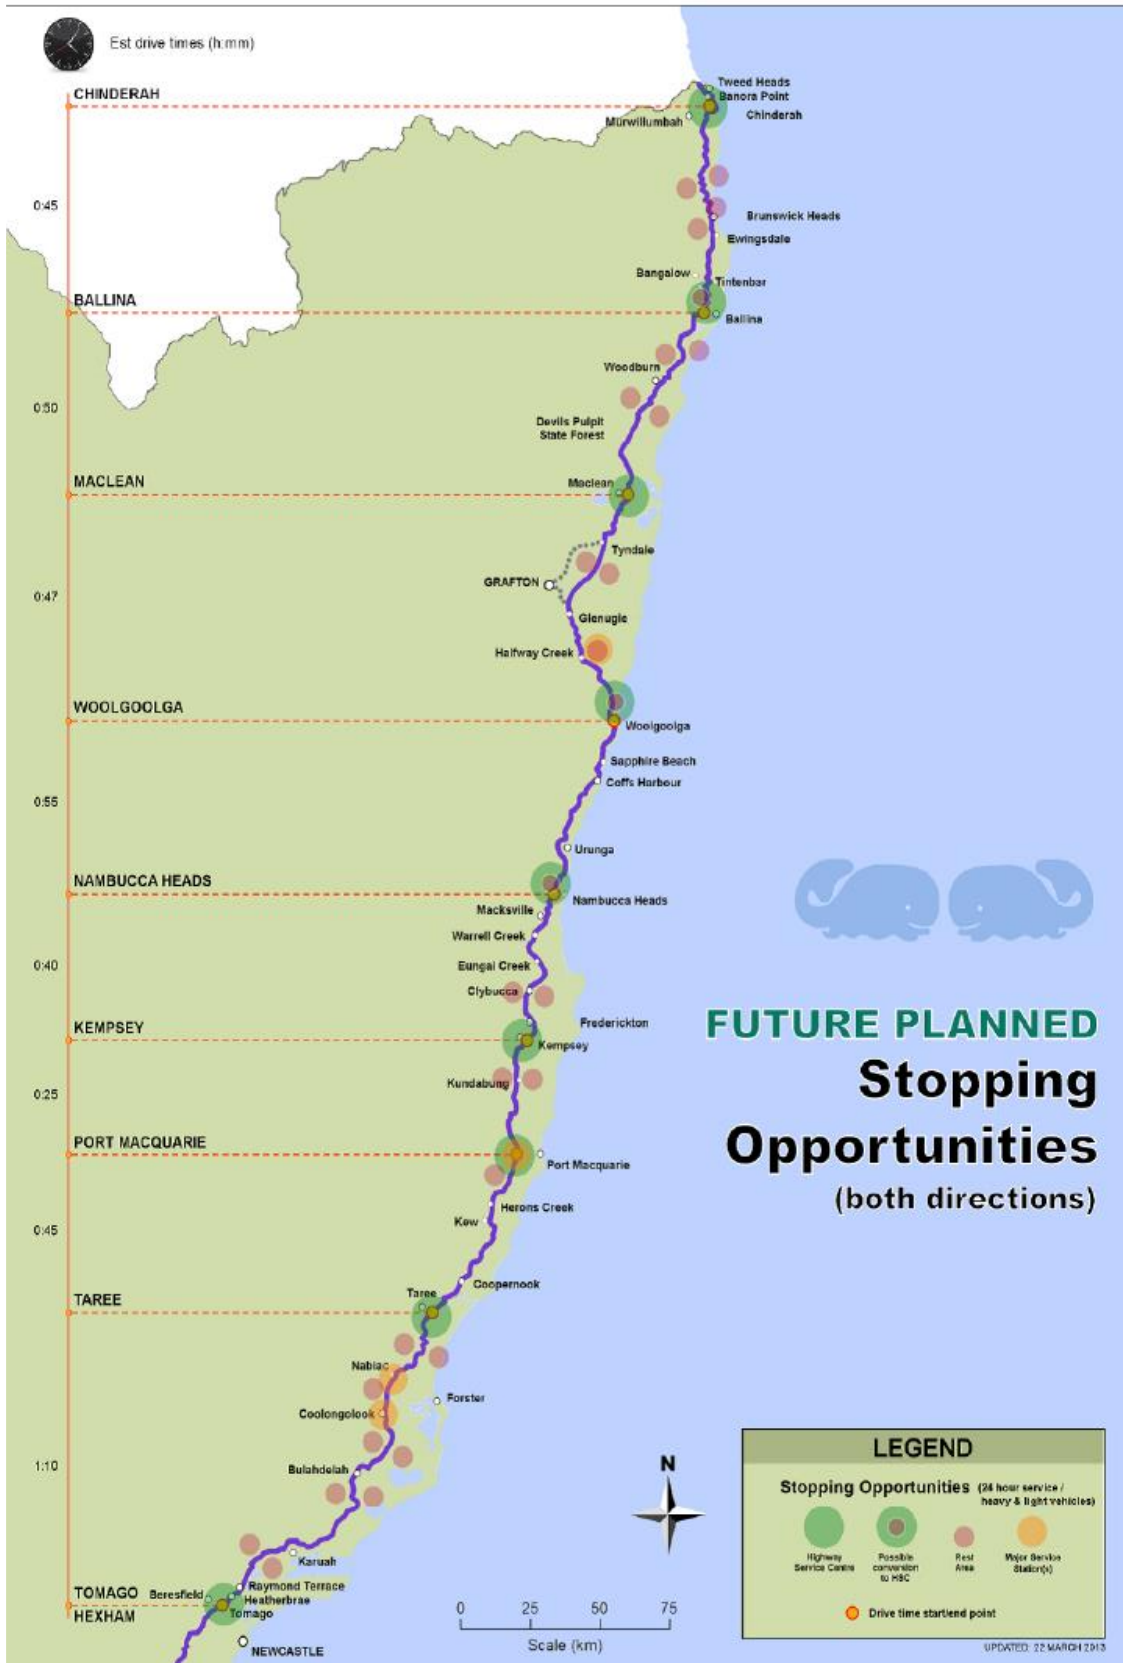 Est drive times (h:mm)
CHINDERAH
Tweed Heads
Banora Point
Chinderah
Murwillumbah
0:45
Brunswick Heads
Ewingsdale
Bangalow
Tintenbar
BALLINA
Ballina
Woodburn
0:50
Devils Pulpit
State Forest
MACLEAN
Maclean
Tyndale
GRAFTON
0:47
Glenugie
Halfway Creek
WOOLGOOLGA
Woolgoolga
Sapphire Beach
Coffs Harbour
0:55
Urunga
NAMBUCCA HEADS
Nambucca Heads
Macksville
Warrell Creek
0:40
Eungai Creek
Clybucca
Frederickton
KEMPSEY
Kempsey
Kundabung
0:25
PORT MACQUARIE
Port Macquarie
Herons Creek
Kew
0:45
Coopernook
TAREE
Taree
Nabiac
Forster
Coolongolook
1:10
Bulahdelah
Karuah
TOMAGO
HEXHAM
Beresfield
Raymond Terrace
Heatherbrae
Tomago
NEWCASTLE
FUTURE PLANNED
Stopping
Opportunities
(both directions)
N
0 25 50 75
Scale (km)
LEGEND
Stopping Opportunities (24 hour service /
heavy & light vehicles)
Highway
Service Centre
Possible
conversion
to HSC
Rest
Area
Major Service
Station(s)
Drive time start/end point
UPDATED: 22 MARCH 2013